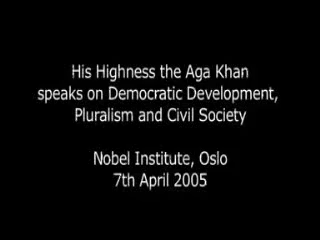 His Highness the Aga Khan
speaks on Democratic Development,
Pluralism and Civil Society
Nobel Institute, Oslo
7th April 2005